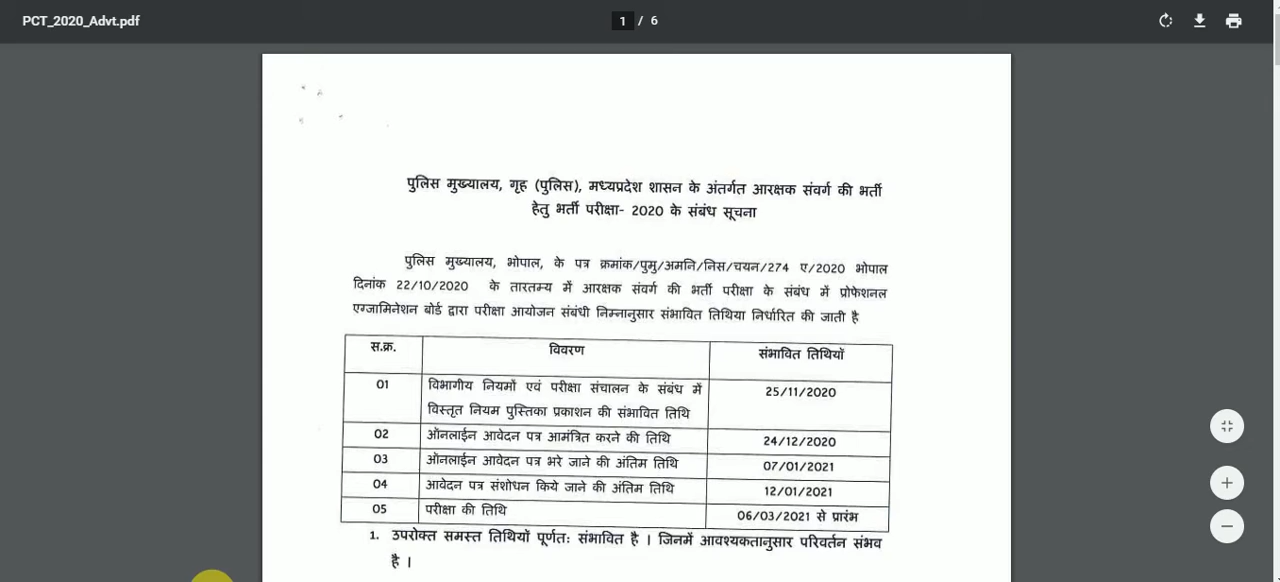 PCT_2020_Advt.pdf
1 / 6
पुलिस मुख्यालय, गृह (पुलिस), मध्यप्रदेश शासन के अंतर्गत आरक्षक संवर्ग की भर्ती
हेतु भर्ती परीक्षा- 2020 के संबंध सूचना
पुलिस मुख्यालय, भोपाल, के पत्र क्रमांक/पुमु/अमनि/निस/चयन/274 ए/2020 भोपाल
दिनांक 22/10/2020 के तारतम्य में आरक्षक संवर्ग की भर्ती परीक्षा के संबंध में प्रोफेशनल
एग्जामिनेशन बोर्ड द्वारा परीक्षा आयोजन संबंधी निम्नानुसार संभावित तिथिया निर्धारित की जाती है
स.क्र. विवरण संभावित तिथियॉ
01 विभागीय नियमों एवं परीक्षा संचालन के संबंध में 25/11/2020
विस्तृत नियम पुस्तिका प्रकाशन की संभावित तिथि
02 ऑनलाईन आवेदन पत्र आमंत्रित करने की तिथि 24/12/2020
03 ऑनलाईन आवेदन पत्र भरे जाने की अंतिम तिथि 07/01/2021
04 आवेदन पत्र संशोधन किये जाने की अंतिम तिथि 12/01/2021
05 परीक्षा की तिथि 06/03/2021 से प्रारंभ
1. उपरोक्त समस्त तिथियॉ पूर्णतः संभावित है । जिनमें आवश्यकतानुसार परिवर्तन संभव
है ।